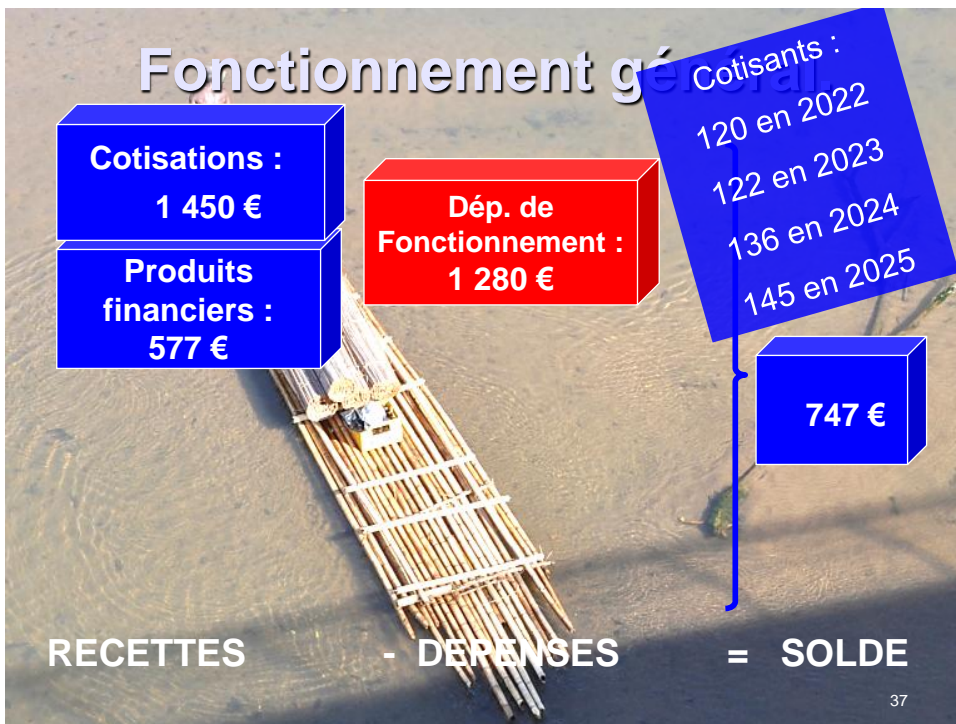 Fonctionnement général.
Cotisants :
120 en 2022
122 en 2023
136 en 2024
145 en 2025
Cotisations :
1 450 €
Produits
financiers :
577 €
Dép. de
Fonctionnement :
1 280 €
747 €
RECETTES - DEPENSES = SOLDE
37